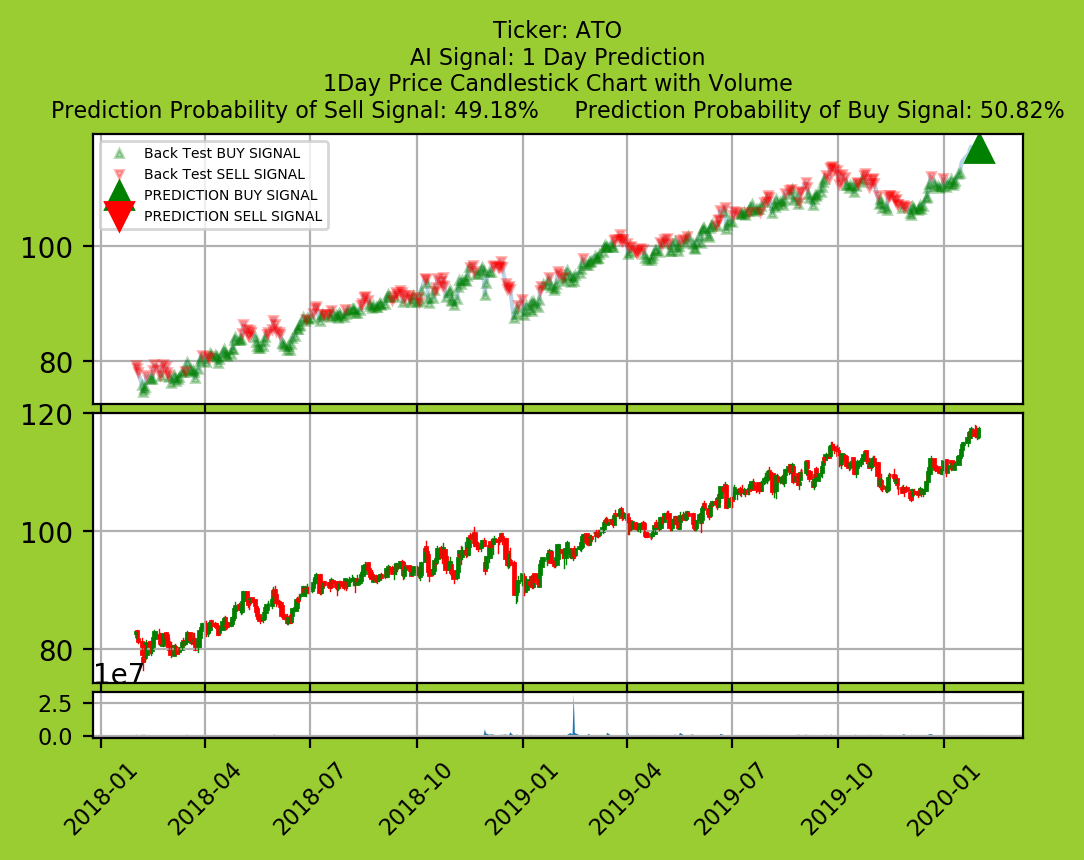 Ticker: ATO
AI Signal: 1 Day Prediction
1Day Price Candlestick Chart with Volume
Prediction Probability of Sell Signal: 49.18% Prediction Probability of Buy Signal: 50.82%
Back Test BUY SIGNAL
Back Test SELL SIGNAL
PREDICTION BUY SIGNAL
PREDICTION SELL SIGNAL
100
80
120
100
80
1e7
2.5
0.0
2018-01 2018-04 2018-07 2018-10 2019-01 2019-04 2019-07 2019-10 2020-01